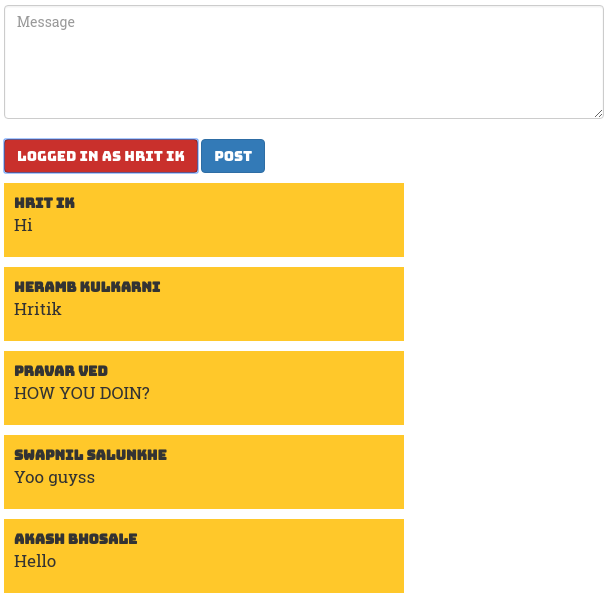 Message
LOGGED IN AS HRIT IK
POST
HRIT IK
Hi
HERAMB KULKARNI
Hritik
PRAVAR VED
HOW YOU DOIN?
SWAPNIL SALUNKHE
Yoo guyss
AKASH BHOSALE
Hello